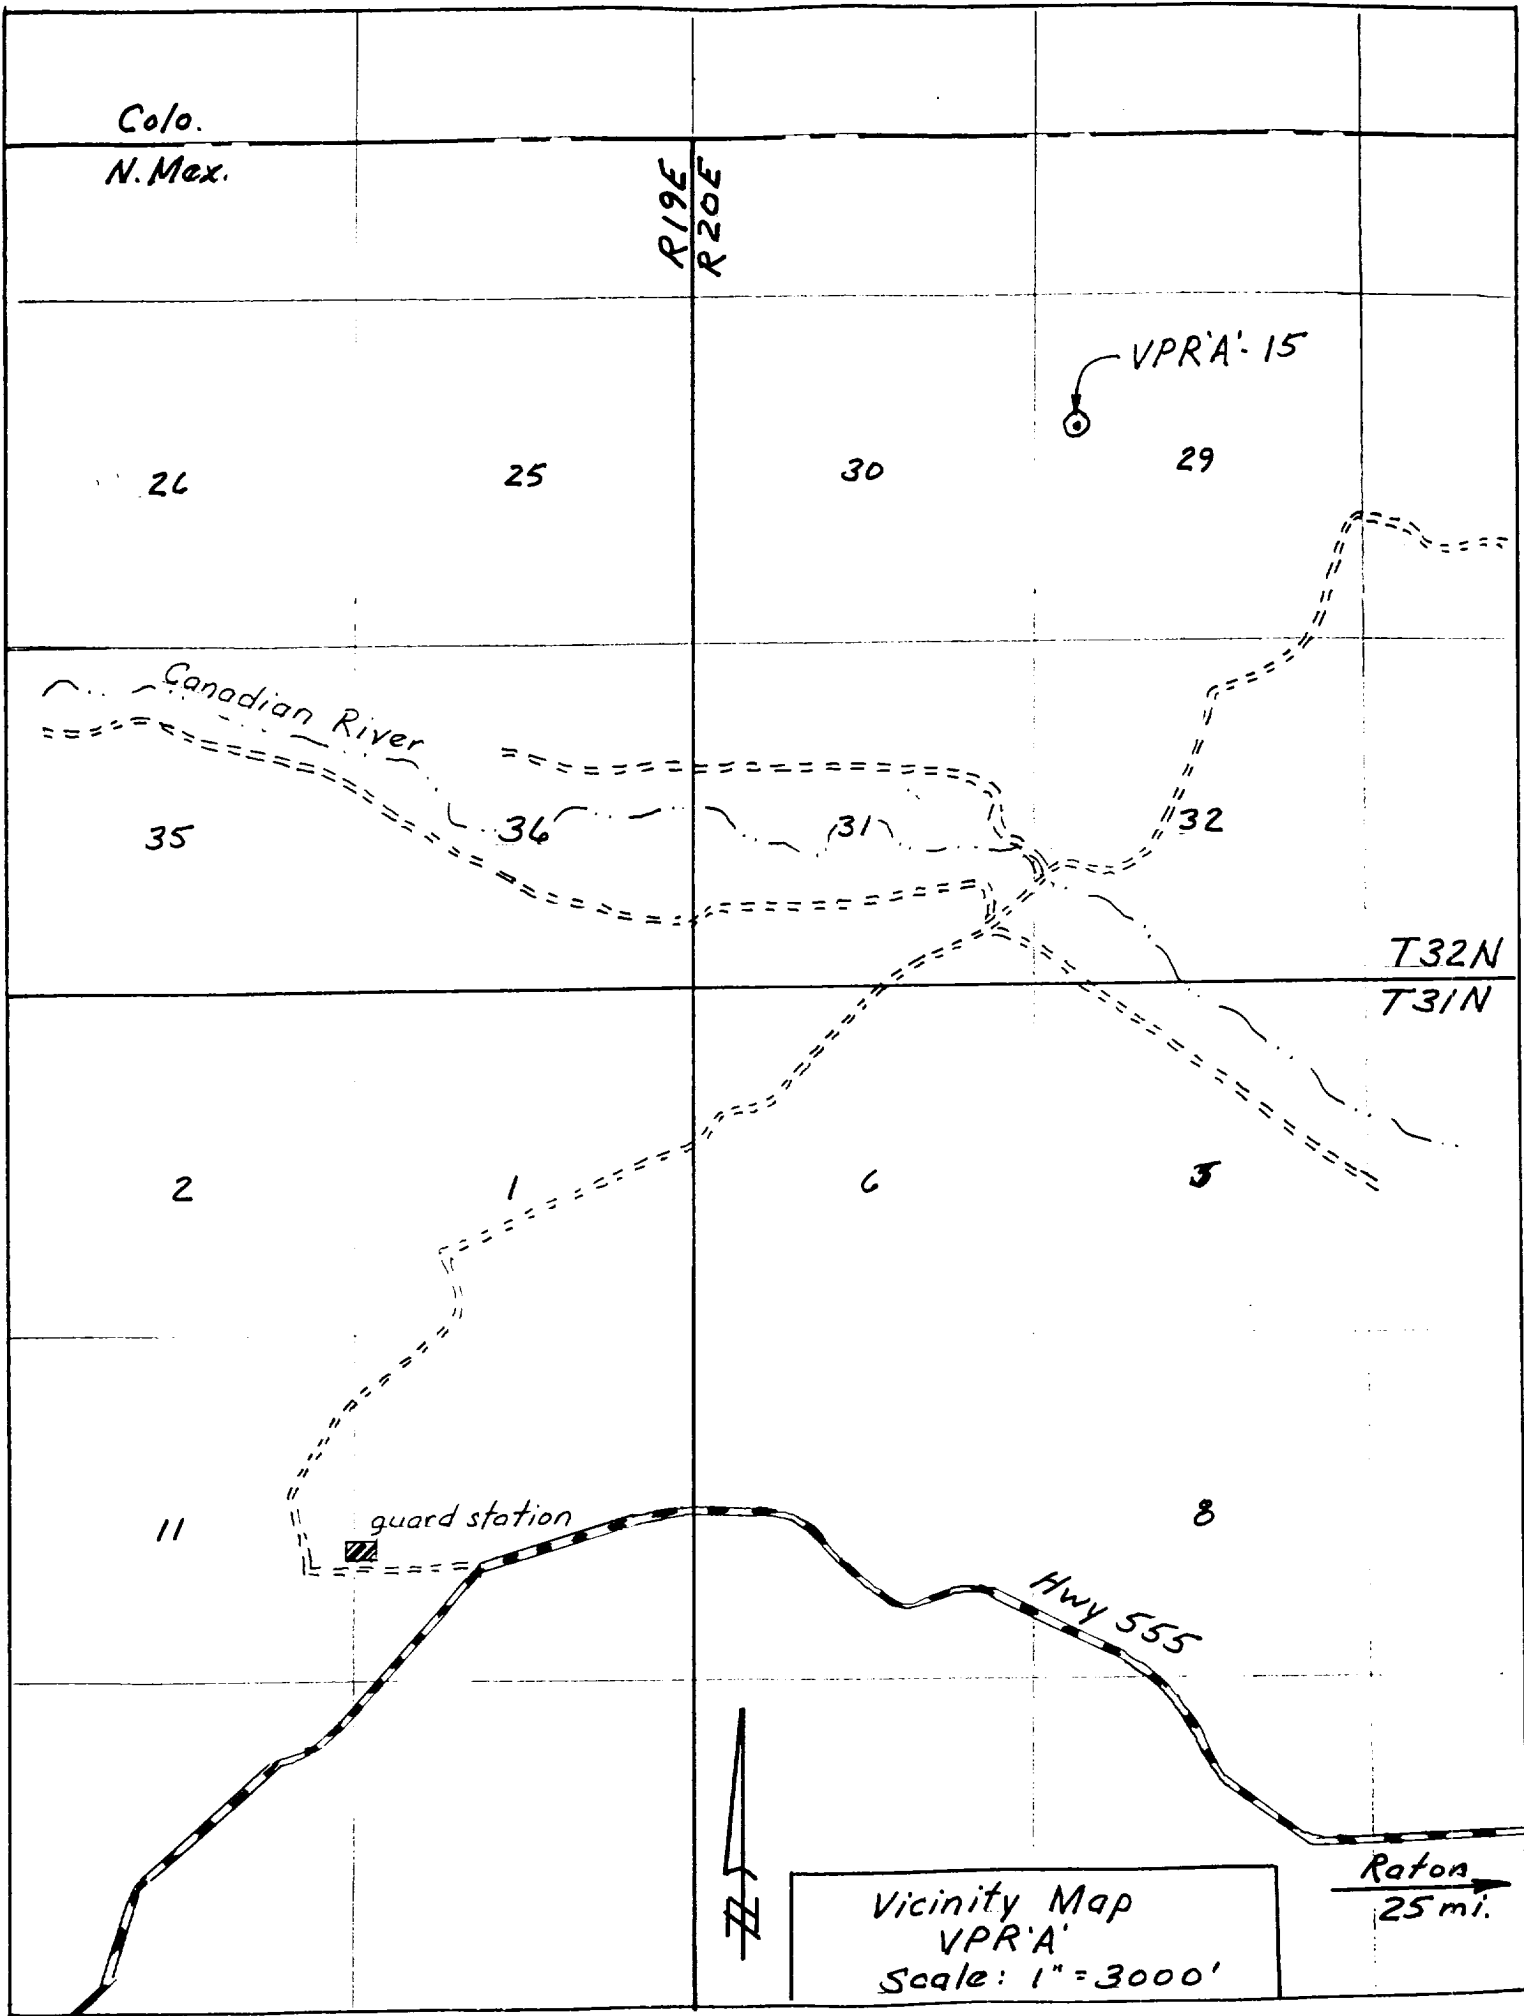 Colo.
N. Mex.
R19E
R20E
VPR'A'-15
26
25
30
29
Canadian River
35
36
31
32
T32N
T31N
2
1
6
5
11
guard station
8
Hwy 555
Raton
25 mi.
N
Vicinity Map
VPR'A'
Scale: 1" = 3000'